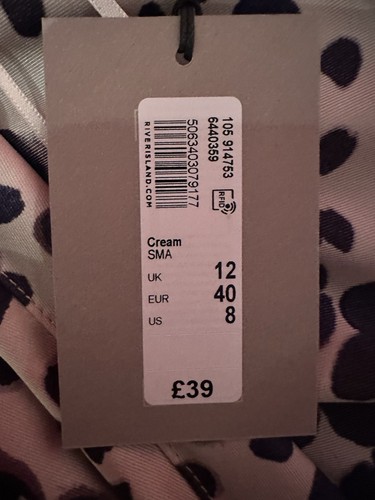 105 914753
6440359
RFID
5063403079177
RIVERISLAND.COM
Cream
SMA
UK 12
EUR 40
US 8
£39